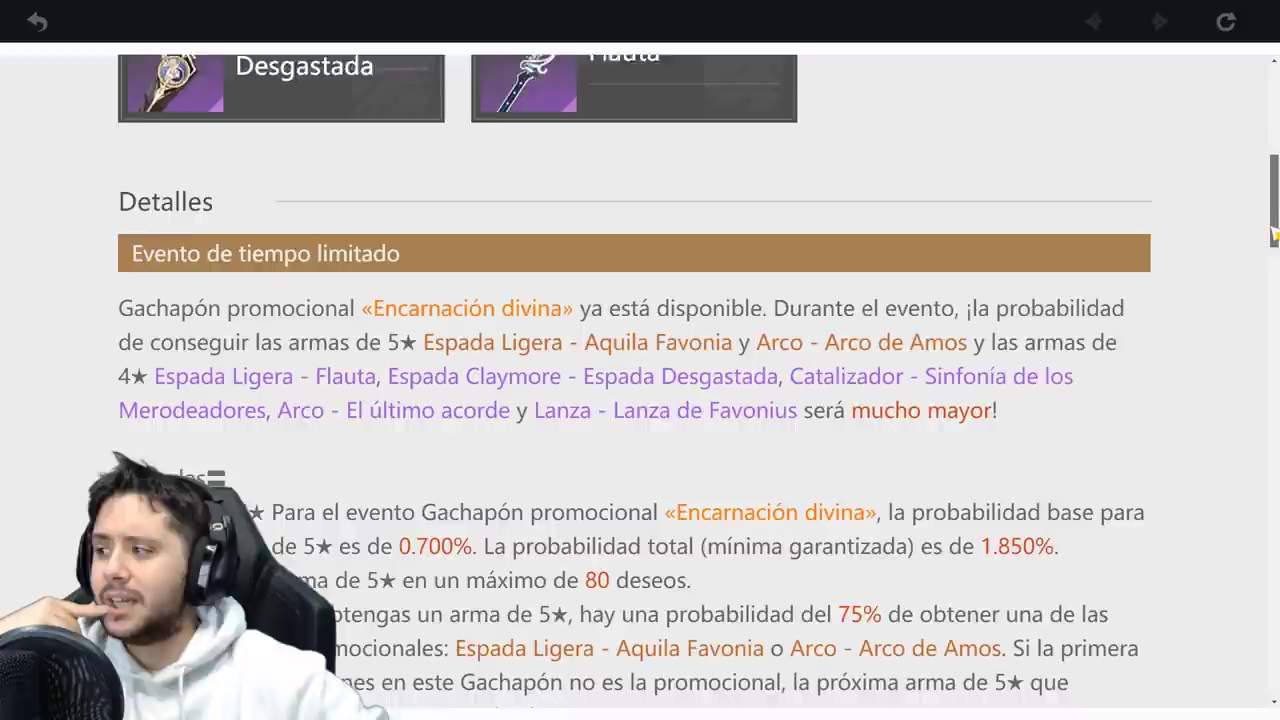 Desgastada
Flauta
Detalles
Evento de tiempo limitado
Gachapón promocional «Encarnación divina» ya está disponible. Durante el evento, ¡la probabilidad
de conseguir las armas de 5★ Espada Ligera - Aquila Favonia y Arco - Arco de Amos y las armas de
4★ Espada Ligera - Flauta, Espada Claymore - Espada Desgastada, Catalizador - Sinfonía de los
Merodeadores, Arco - El último acorde y Lanza - Lanza de Favonius será mucho mayor!
★ Para el evento Gachapón promocional «Encarnación divina», la probabilidad base para
de 5★ es de 0.700%. La probabilidad total (mínima garantizada) es de 1.850%.
de 5★ en un máximo de 80 deseos.
un arma de 5★, hay una probabilidad del 75% de obtener una de las
Espada Ligera - Aquila Favonia o Arco - Arco de Amos. Si la primera
en este Gachapón no es la promocional, la próxima arma de 5★ que